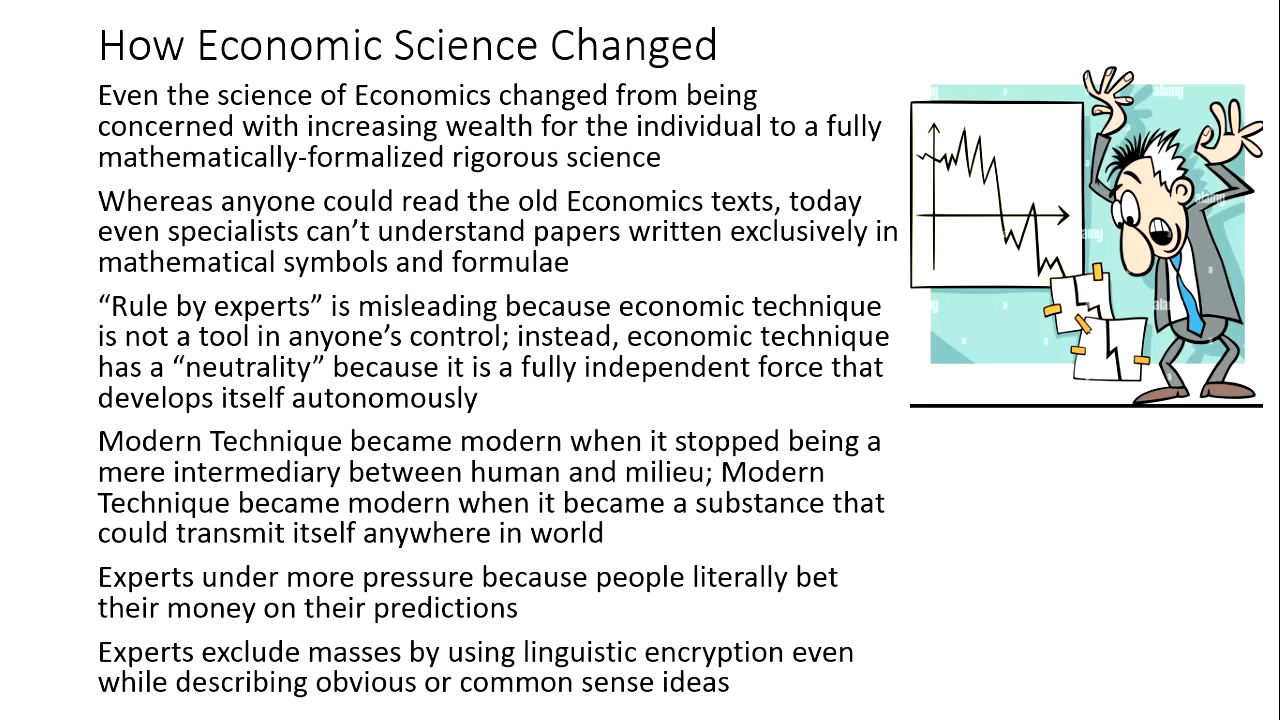 How Economic Science Changed
Even the science of Economics changed from being
concerned with increasing wealth for the individual to a fully
mathematically-formalized rigorous science
Whereas anyone could read the old Economics texts, today
even specialists can’t understand papers written exclusively in
mathematical symbols and formulae
“Rule by experts” is misleading because economic technique
is not a tool in anyone’s control; instead, economic technique
has a “neutrality” because it is a fully independent force that
develops itself autonomously
Modern Technique became modern when it stopped being a
mere intermediary between human and milieu; Modern
Technique became modern when it became a substance that
could transmit itself anywhere in world
Experts under more pressure because people literally bet
their money on their predictions
Experts exclude masses by using linguistic encryption even
while describing obvious or common sense ideas
alamy
alamy